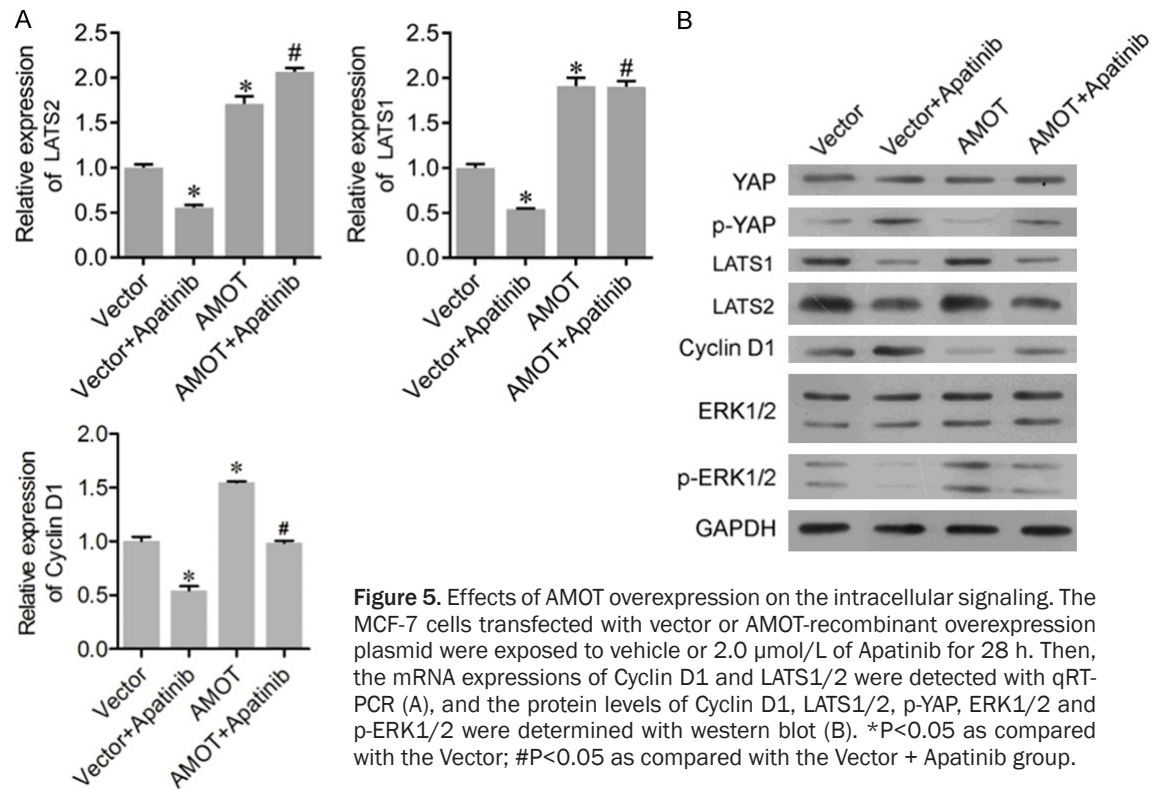 A
Relative expression
of LATS2
2.5
2.0
1.5
1.0
0.5
0.0
*
*
#
Vector
Vector+Apatinib
AMOT
AMOT+Apatinib
Relative expression
of LATS1
2.5
2.0
1.5
1.0
0.5
0.0
*
*
#
Vector
Vector+Apatinib
AMOT
AMOT+Apatinib
Relative expression
of Cyclin D1
2.0
1.5
1.0
0.5
0.0
*
*
#
Vector
Vector+Apatinib
AMOT
AMOT+Apatinib
B
Vector
Vector+Apatinib
AMOT
AMOT+Apatinib
YAP
p-YAP
LATS1
LATS2
Cyclin D1
ERK1/2
p-ERK1/2
GAPDH
Figure 5. Effects of AMOT overexpression on the intracellular signaling. The
MCF-7 cells transfected with vector or AMOT-recombinant overexpression
plasmid were exposed to vehicle or 2.0 μmol/L of Apatinib for 28 h. Then,
the mRNA expressions of Cyclin D1 and LATS1/2 were detected with qRT-
PCR (A), and the protein levels of Cyclin D1, LATS1/2, p-YAP, ERK1/2 and
p-ERK1/2 were determined with western blot (B). *P<0.05 as compared
with the Vector; #P<0.05 as compared with the Vector + Apatinib group.